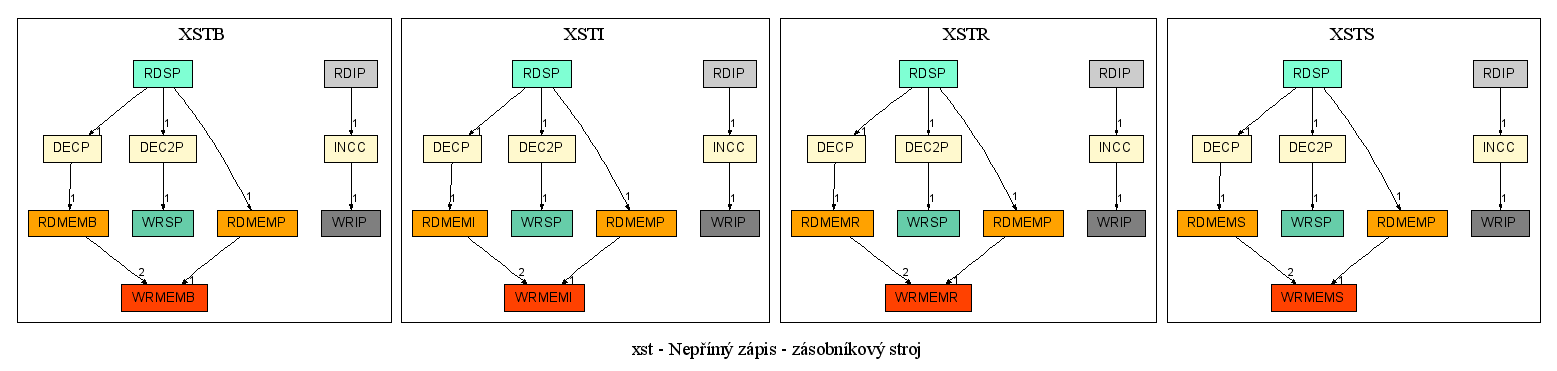 XSTB
RDSP RDIP
1 1 1
DECP DEC2P INCC
1 1 1 1
RDMEMB WRSP RDMEMP WRIP
2 1
WRMEMB
XSTI
RDSP RDIP
1 1 1
DECP DEC2P INCC
1 1 1 1
RDMEMI WRSP RDMEMP WRIP
2 1
WRMEMI
XSTR
RDSP RDIP
1 1 1
DECP DEC2P INCC
1 1 1 1
RDMEMR WRSP RDMEMP WRIP
2 1
WRMEMR
XSTS
RDSP RDIP
1 1 1
DECP DEC2P INCC
1 1 1 1
RDMEMS WRSP RDMEMP WRIP
2 1
WRMEMS
xst - Nepřímý zápis - zásobníkový stroj